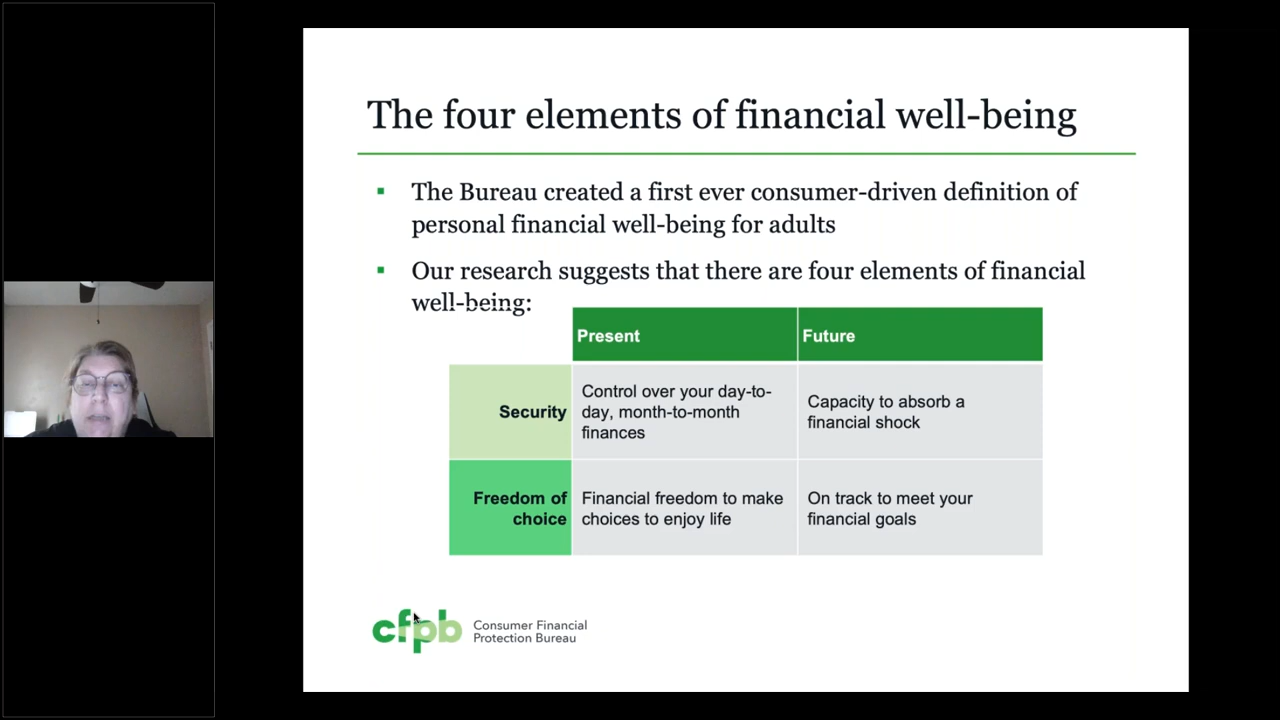 The four elements of financial well-being
The Bureau created a first ever consumer-driven definition of
personal financial well-being for adults
Our research suggests that there are four elements of financial
well-being:
Present
Future
Security
Control over your day-to-
day, month-to-month
finances
Capacity to absorb a
financial shock
Freedom of
choice
Financial freedom to make
choices to enjoy life
On track to meet your
financial goals
cfpb
Consumer Financial
Protection Bureau